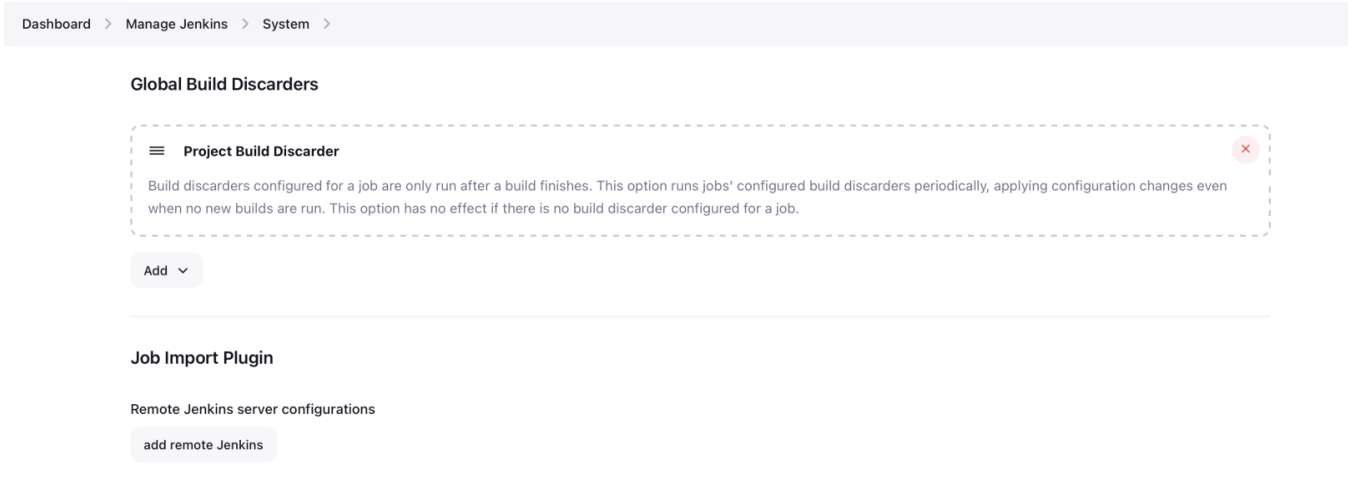 Dashboard > Manage Jenkins > System >
Global Build Discarders
Project Build Discarder
Build discarders configured for a job are only run after a build finishes. This option runs jobs' configured build discarders periodically, applying configuration changes even
when no new builds are run. This option has no effect if there is no build discarder configured for a job.
Add
Job Import Plugin
Remote Jenkins server configurations
add remote Jenkins